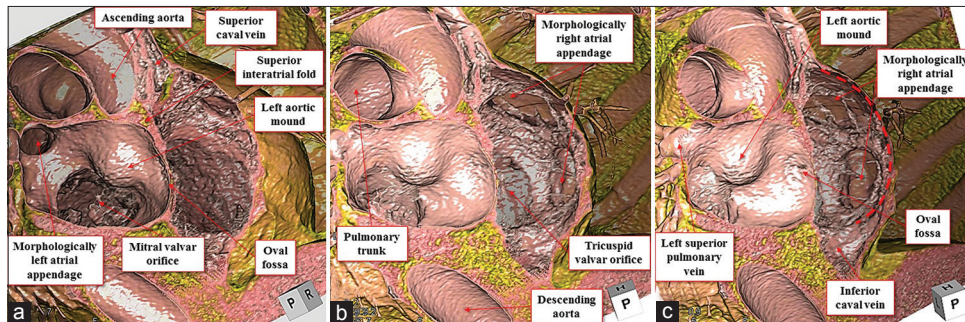 Ascending aorta
Superior
caval vein
Superior
interatrial fold
Left aortic
mound
Morphologically
left atrial
appendage
Mitral valvar
orifice
Oval
fossa
P R
a
Morphologically
right atrial
appendage
Pulmonary
trunk
Tricuspid
valvar orifice
Descending
aorta
H
P
b
Left aortic
mound
Morphologically
right atrial
appendage
Left superior
pulmonary
vein
Oval
fossa
Inferior
caval vein
H
P
c